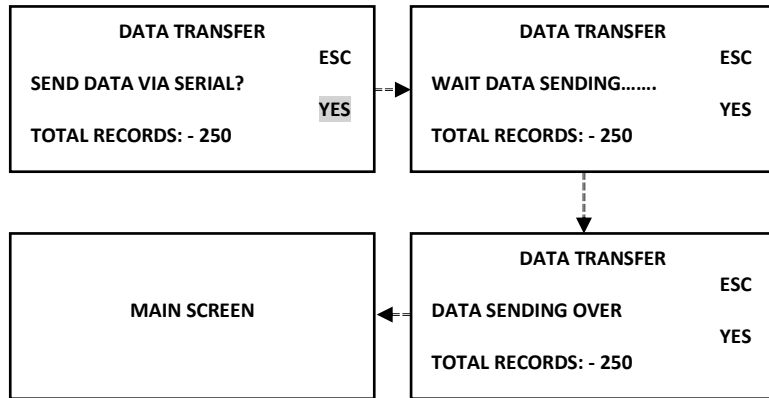 DATA TRANSFER
ESC
SEND DATA VIA SERIAL?
YES
TOTAL RECORDS: - 250
DATA TRANSFER
ESC
WAIT DATA SENDING.......
YES
TOTAL RECORDS: - 250
MAIN SCREEN
DATA TRANSFER
ESC
DATA SENDING OVER
YES
TOTAL RECORDS: - 250